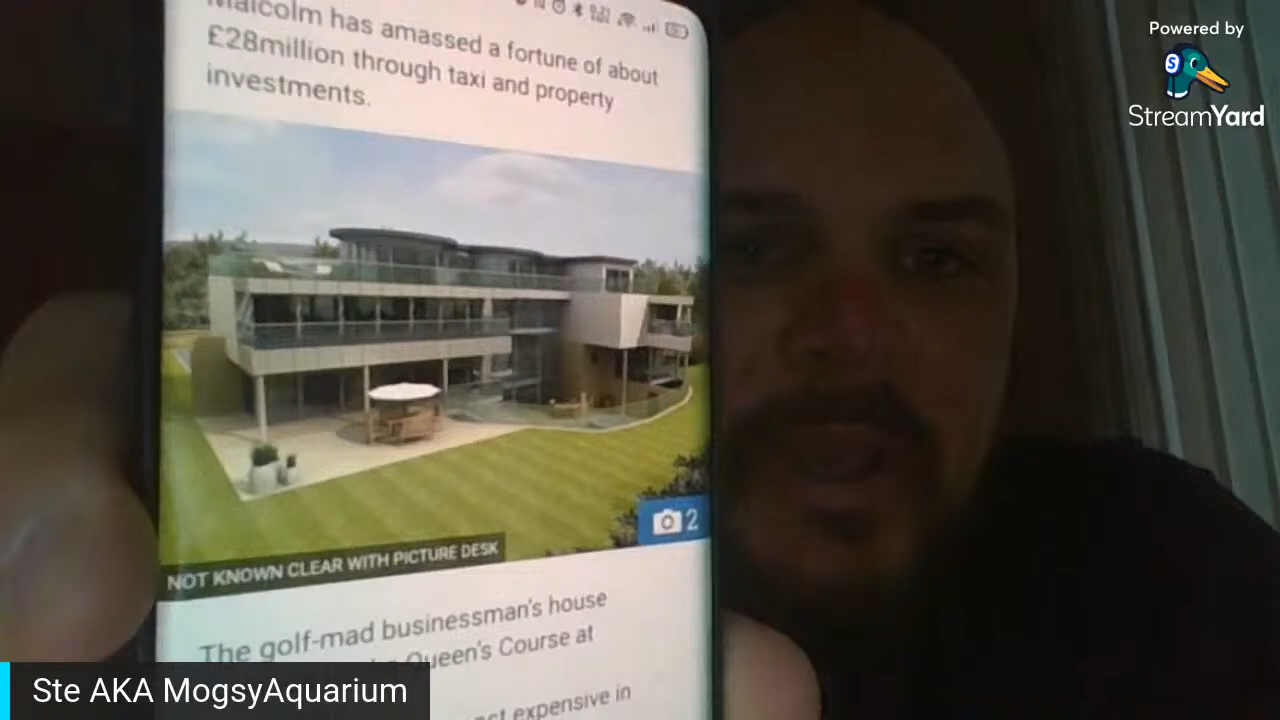 Powered by
StreamYard
Malcolm has amassed a fortune of about
£28million through taxi and property
investments.
2
NOT KNOWN CLEAR WITH PICTURE DESK
The golf-mad businessman's house
Queen's Course at
expensive in
Ste AKA MogsyAquarium